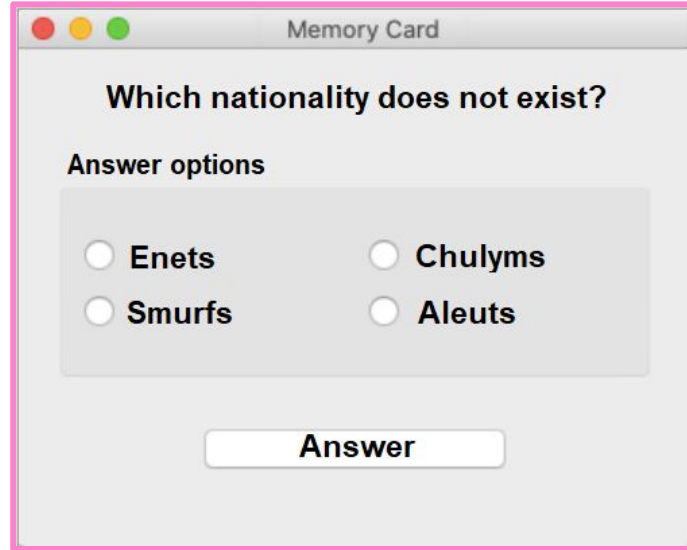 Memory Card
Which nationality does not exist?
Answer options
Enets Chulyms
Smurfs Aleuts
Answer